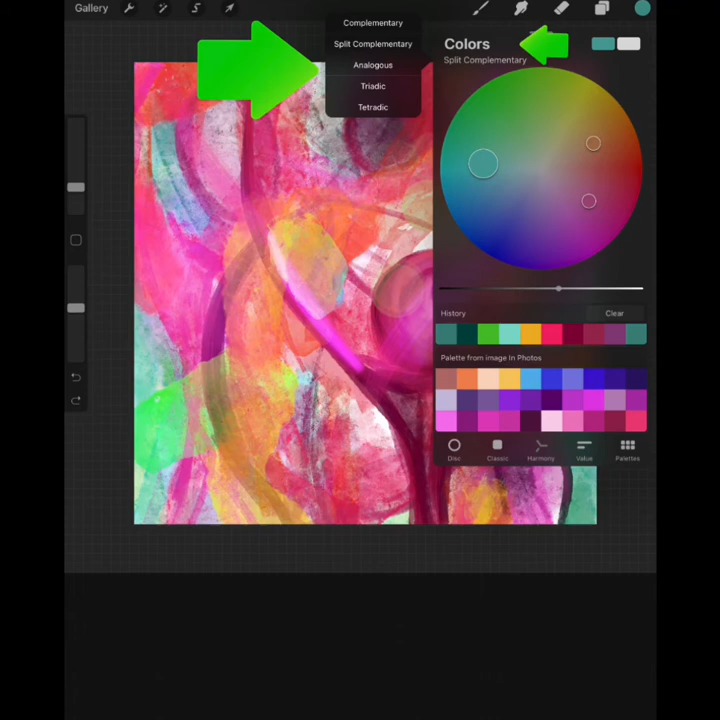 Gallery
Complementary
Split Complementary
Analogous
Triadic
Tetradic
Colors
Split Complementary
History
Clear
Palette from image In Photos
Disc
Classic
Harmony
Value
Palettes